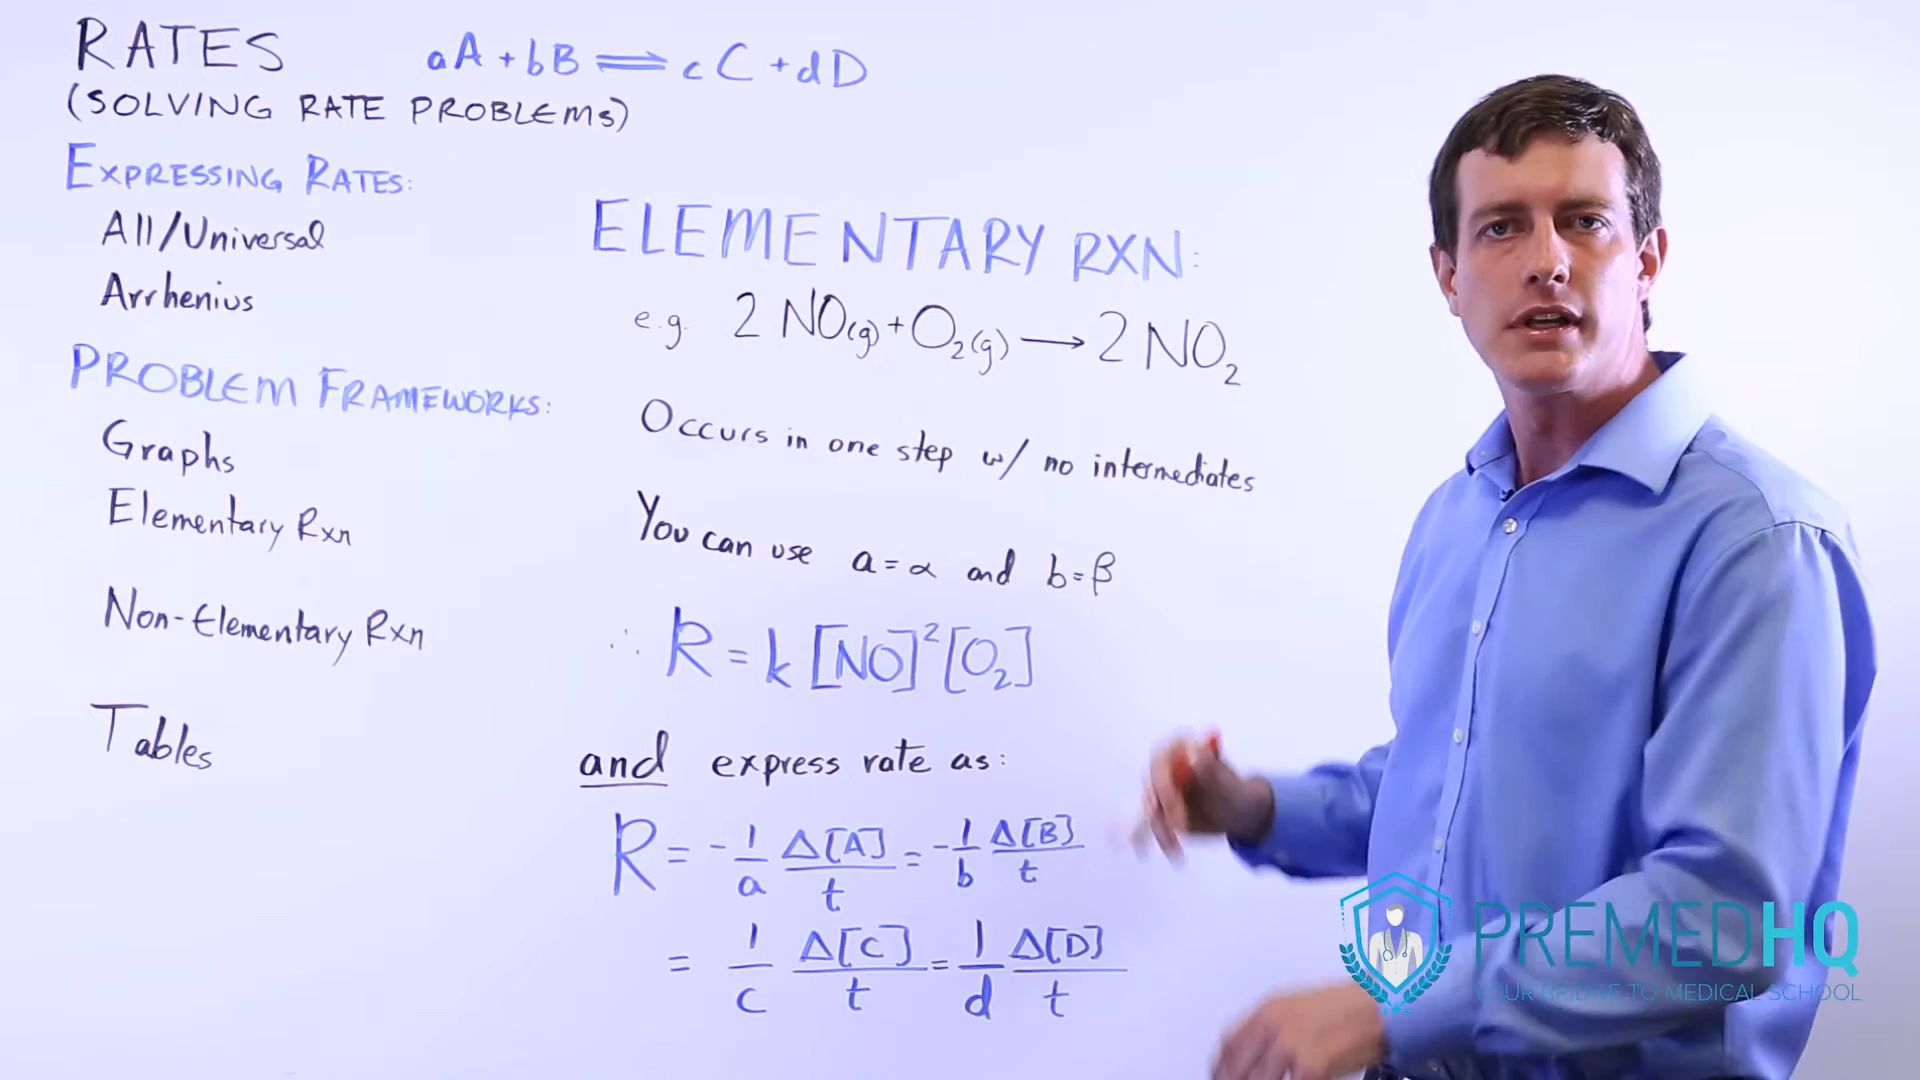 RATES
aA + bB ⇌ cC + dD
(SOLVING RATE PROBLEMS)
EXPRESSING RATES:
All/Universal
Arrhenius
PROBLEM FRAMEWORKS:
Graphs
Elementary Rxn
Non-Elementary Rxn
Tables
ELEMENTARY RXN:
e.g. 2 NO(g) + O₂(g) → 2 NO₂
Occurs in one step w/ no intermediates
You can use a = α and b = β
∴ R = k [NO]² [O₂]
and express rate as:
R = - 1/a Δ[A]/t = - 1/b Δ[B]/t
= 1/c Δ[C]/t = 1/d Δ[D]/t
PREMEDHQ
YOUR BRIDGE TO MEDICAL SCHOOL